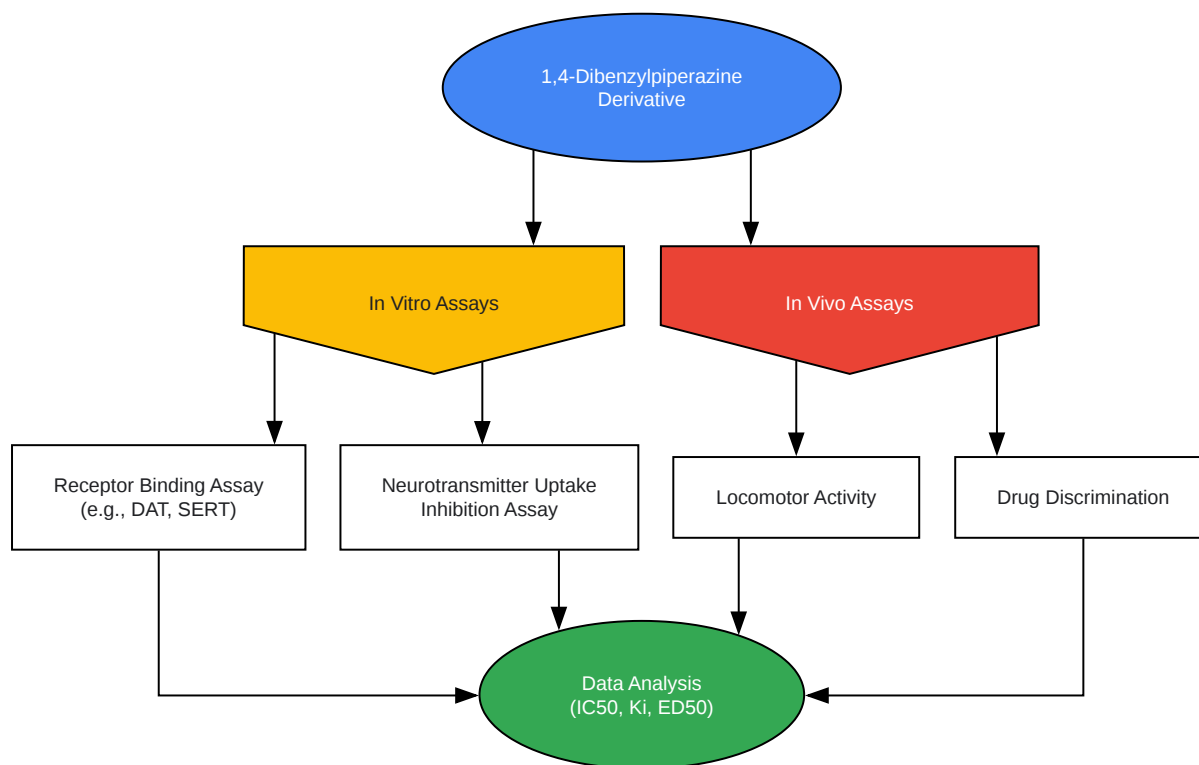 1,4-Dibenzylpiperazine
Derivative
In Vitro Assays
In Vivo Assays
Receptor Binding Assay
(e.g., DAT, SERT)
Neurotransmitter Uptake
Inhibition Assay
Locomotor Activity
Drug Discrimination
Data Analysis
(IC50, Ki, ED50)